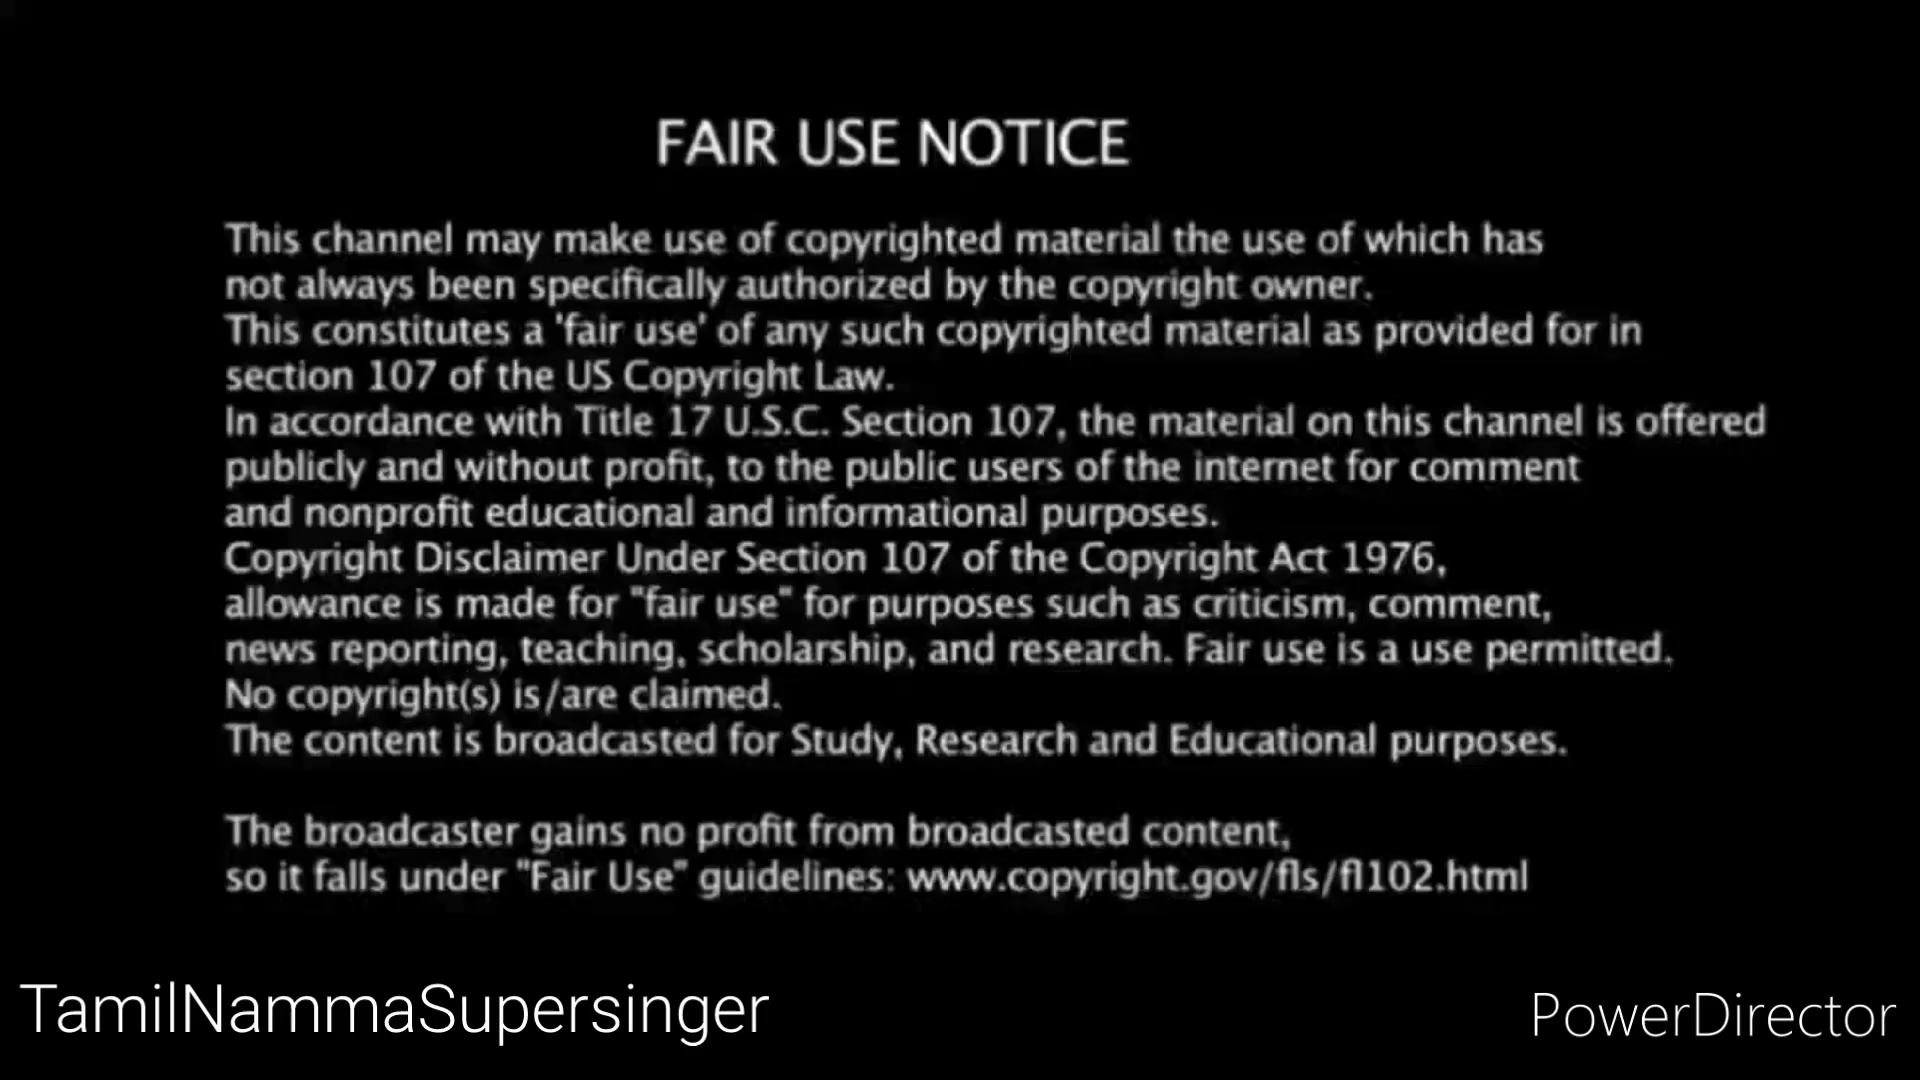 FAIR USE NOTICE
This channel may make use of copyrighted material the use of which has
not always been specifically authorized by the copyright owner.
This constitutes a 'fair use' of any such copyrighted material as provided for in
section 107 of the US Copyright Law.
In accordance with Title 17 U.S.C. Section 107, the material on this channel is offered
publicly and without profit, to the public users of the internet for comment
and nonprofit educational and informational purposes.
Copyright Disclaimer Under Section 107 of the Copyright Act 1976,
allowance is made for "fair use" for purposes such as criticism, comment,
news reporting, teaching, scholarship, and research. Fair use is a use permitted.
No copyright(s) is/are claimed.
The content is broadcasted for Study, Research and Educational purposes.
The broadcaster gains no profit from broadcasted content,
so it falls under "Fair Use" guidelines: www.copyright.gov/fls/fl102.html
TamilNammaSupersinger
PowerDirector